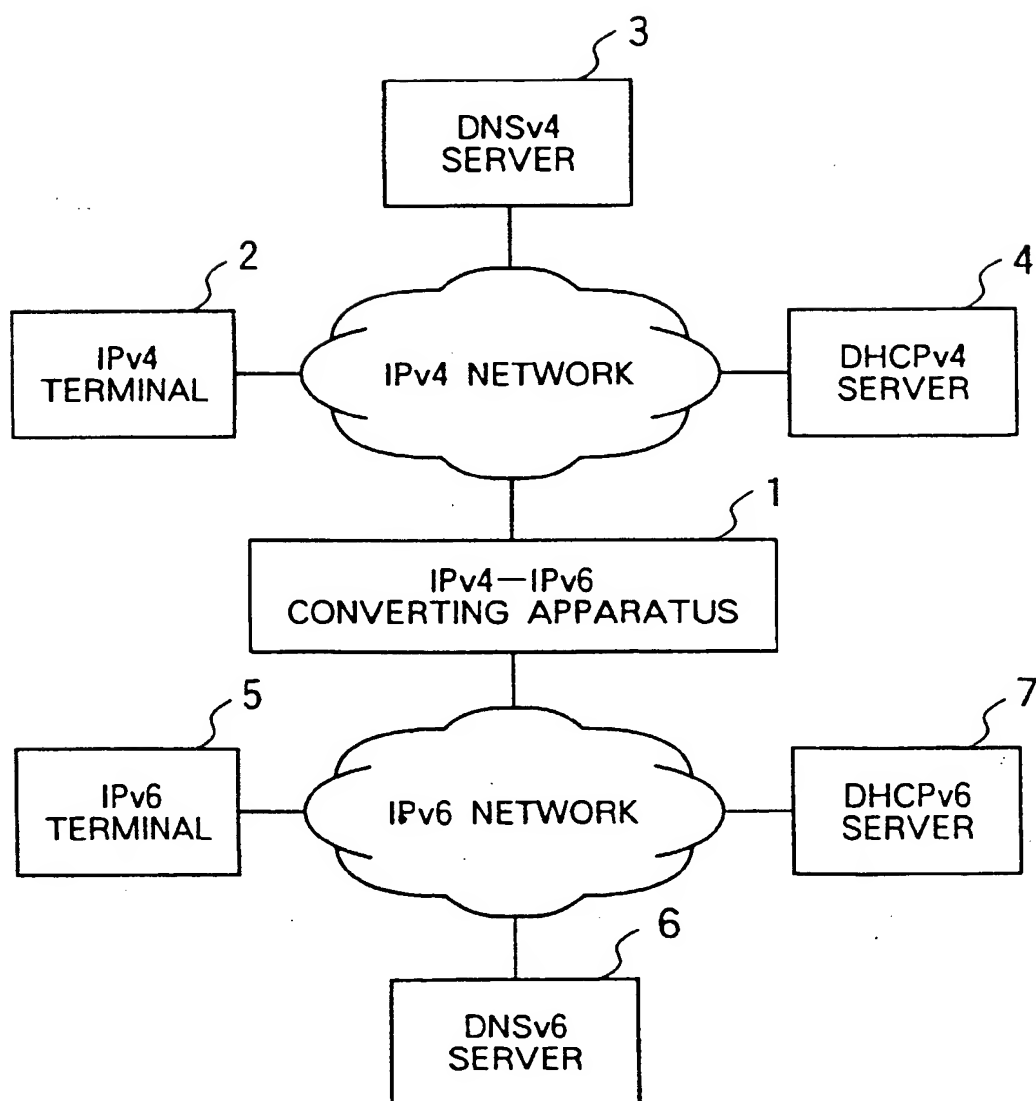 3
DNSv4
SERVER
2
4
IPv4
TERMINAL
IPv4 NETWORK
DHCPv4
SERVER
1
IPv4—IPv6
CONVERTING APPARATUS
5
7
IPv6
TERMINAL
IPv6 NETWORK
DHCPv6
SERVER
6
DNSv6
SERVER